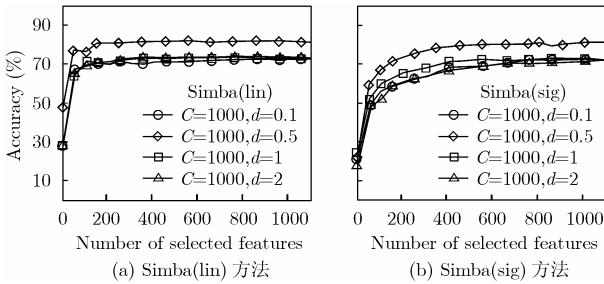 Accuracy (%)
90
70
50
30
10
Simba(lin)
C=1000,d=0.1
C=1000,d=0.5
C=1000,d=1
C=1000,d=2
0 200 400 600 800 1000
Number of selected features
(a) Simba(lin) 方法
Simba(sig)
C=1000,d=0.1
C=1000,d=0.5
C=1000,d=1
C=1000,d=2
0 200 400 600 800 1000
Number of selected features
(b) Simba(sig) 方法